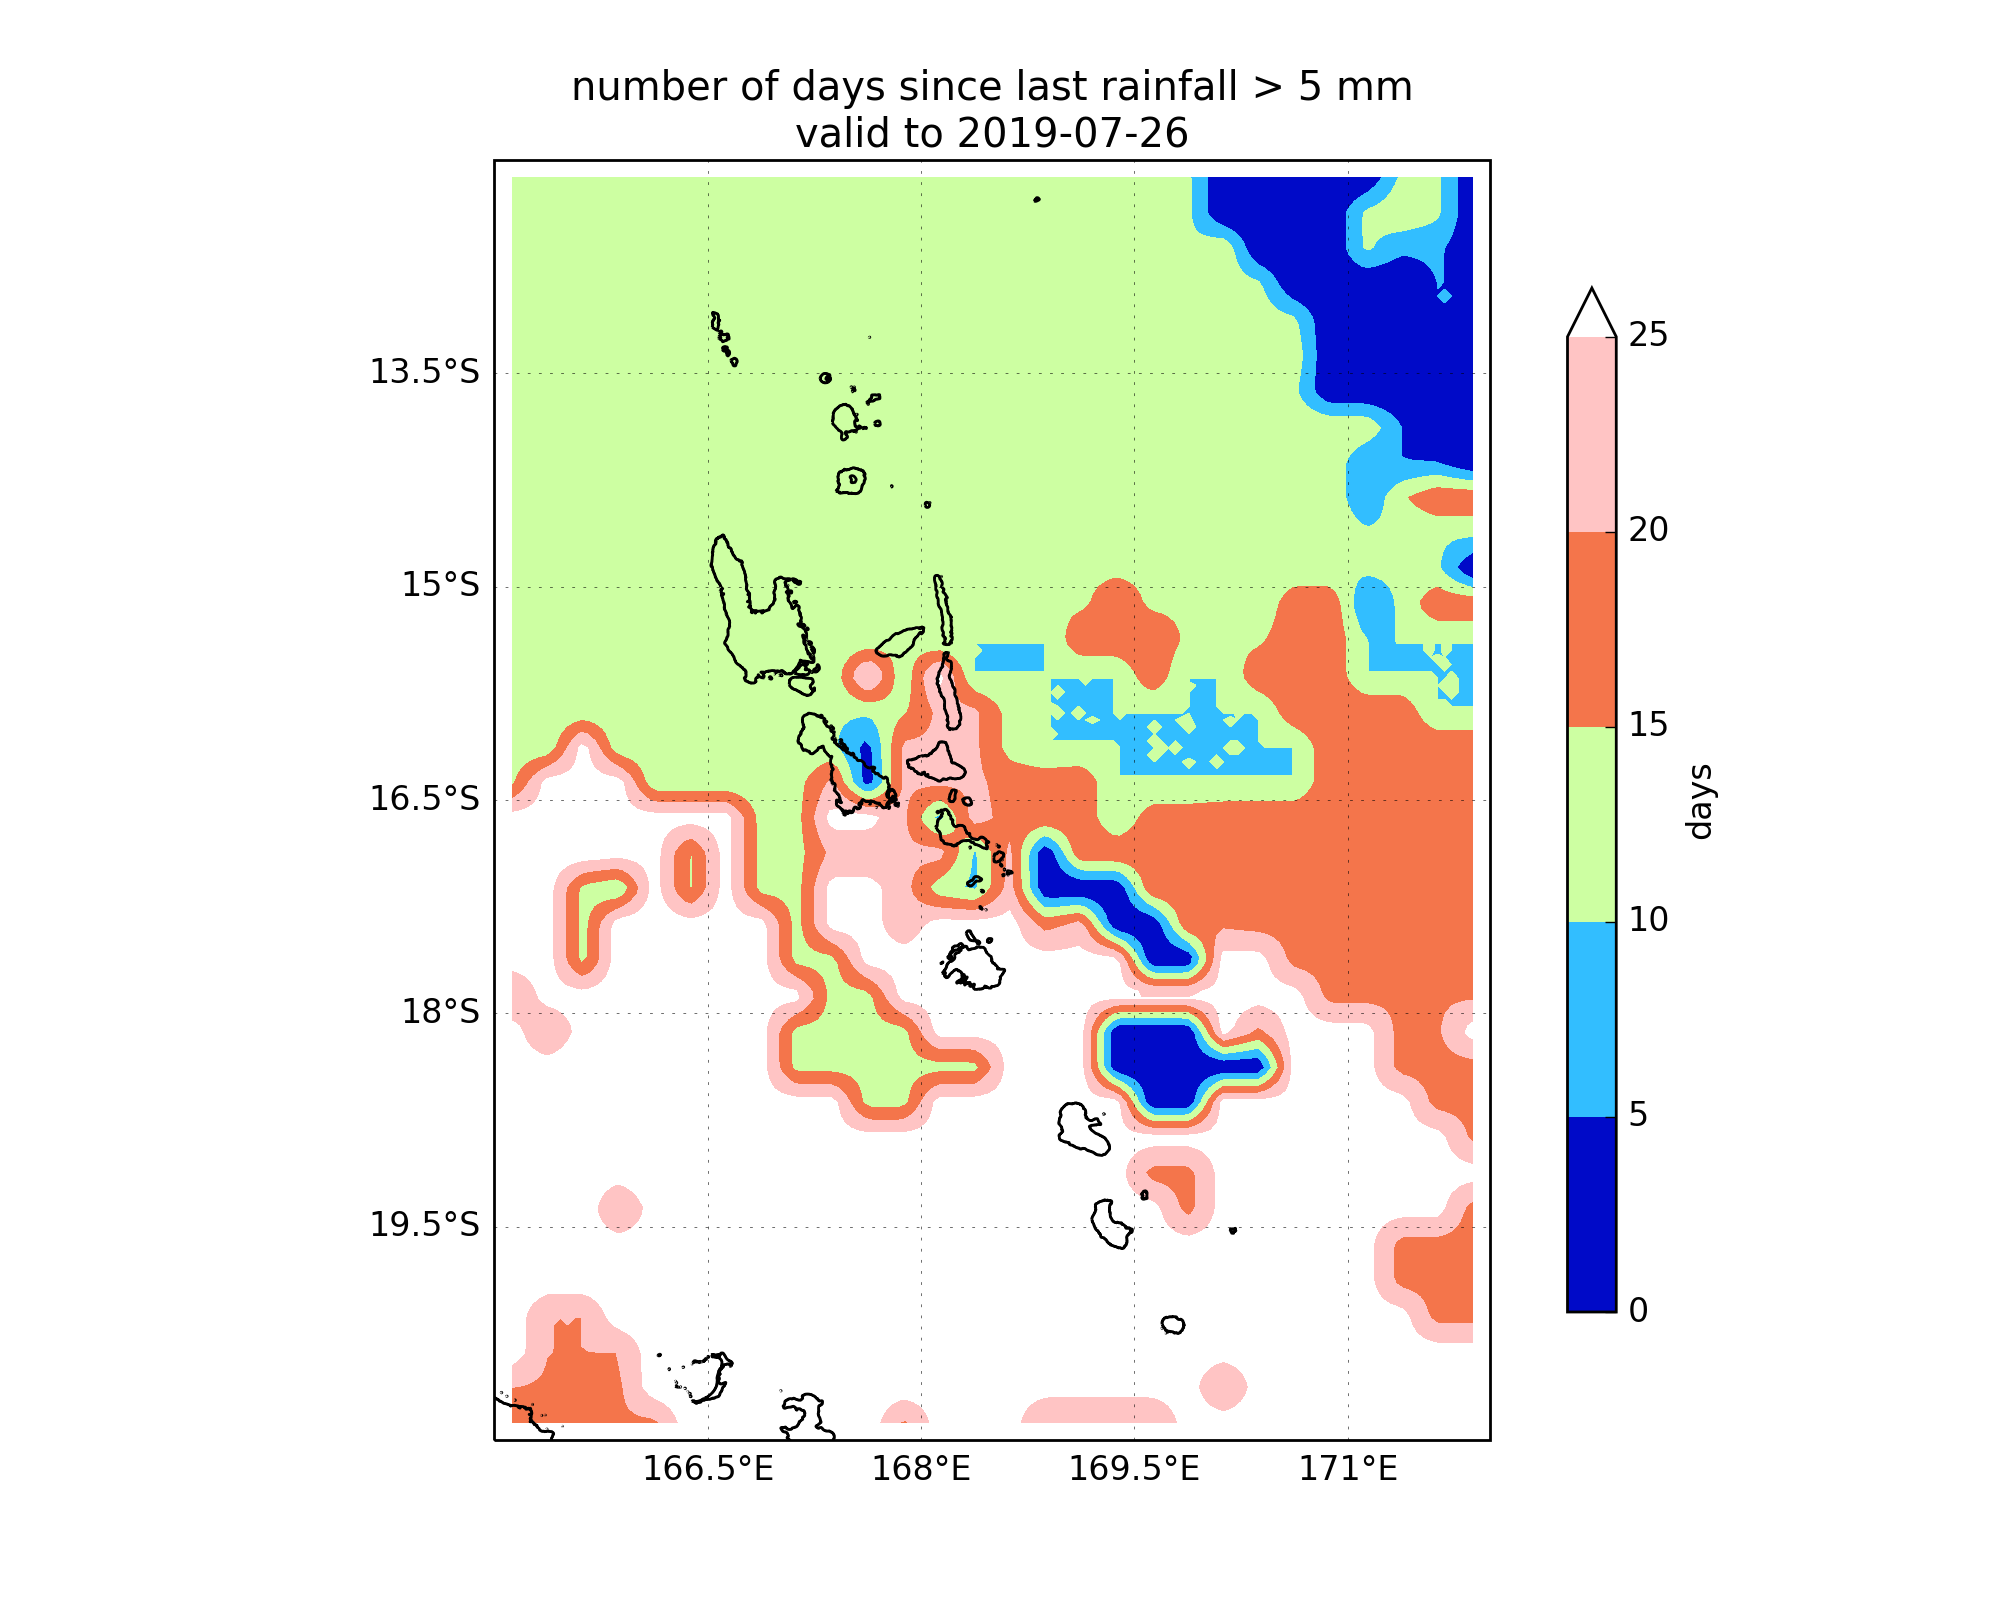 number of days since last rainfall > 5 mm
valid to 2019-07-26
13.5°S
15°S
16.5°S
18°S
19.5°S
166.5°E
168°E
169.5°E
171°E
25
20
15
10
5
0
days